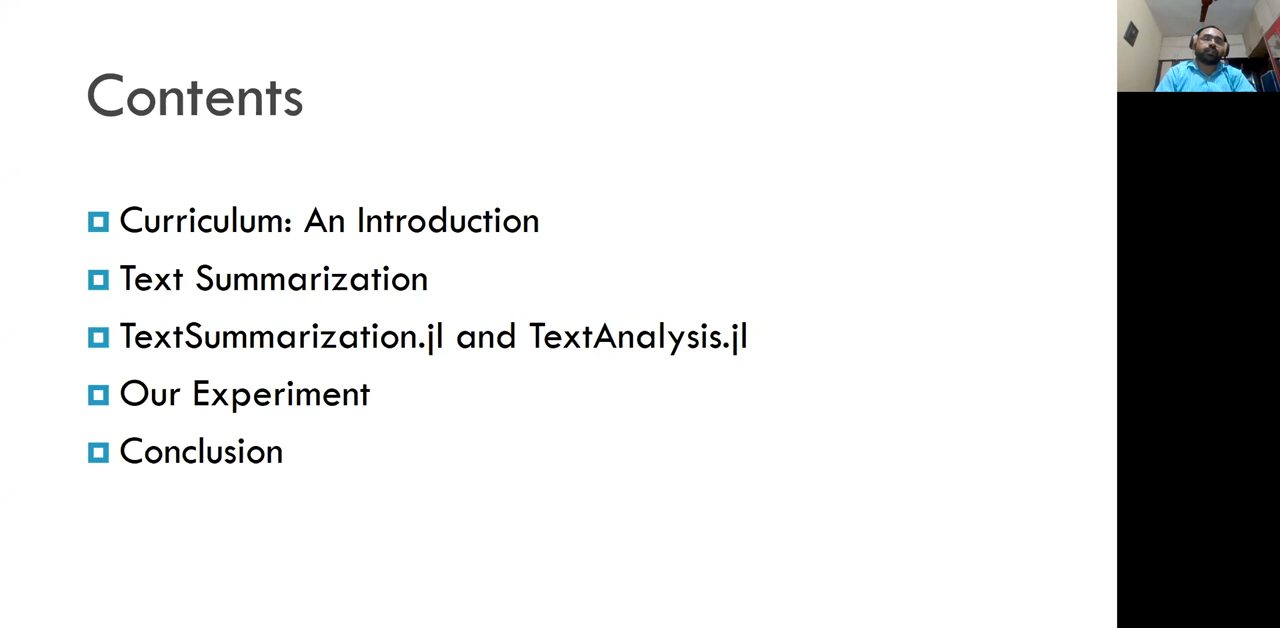 Contents
Curriculum: An Introduction
Text Summarization
TextSummarization.jl and TextAnalysis.jl
Our Experiment
Conclusion